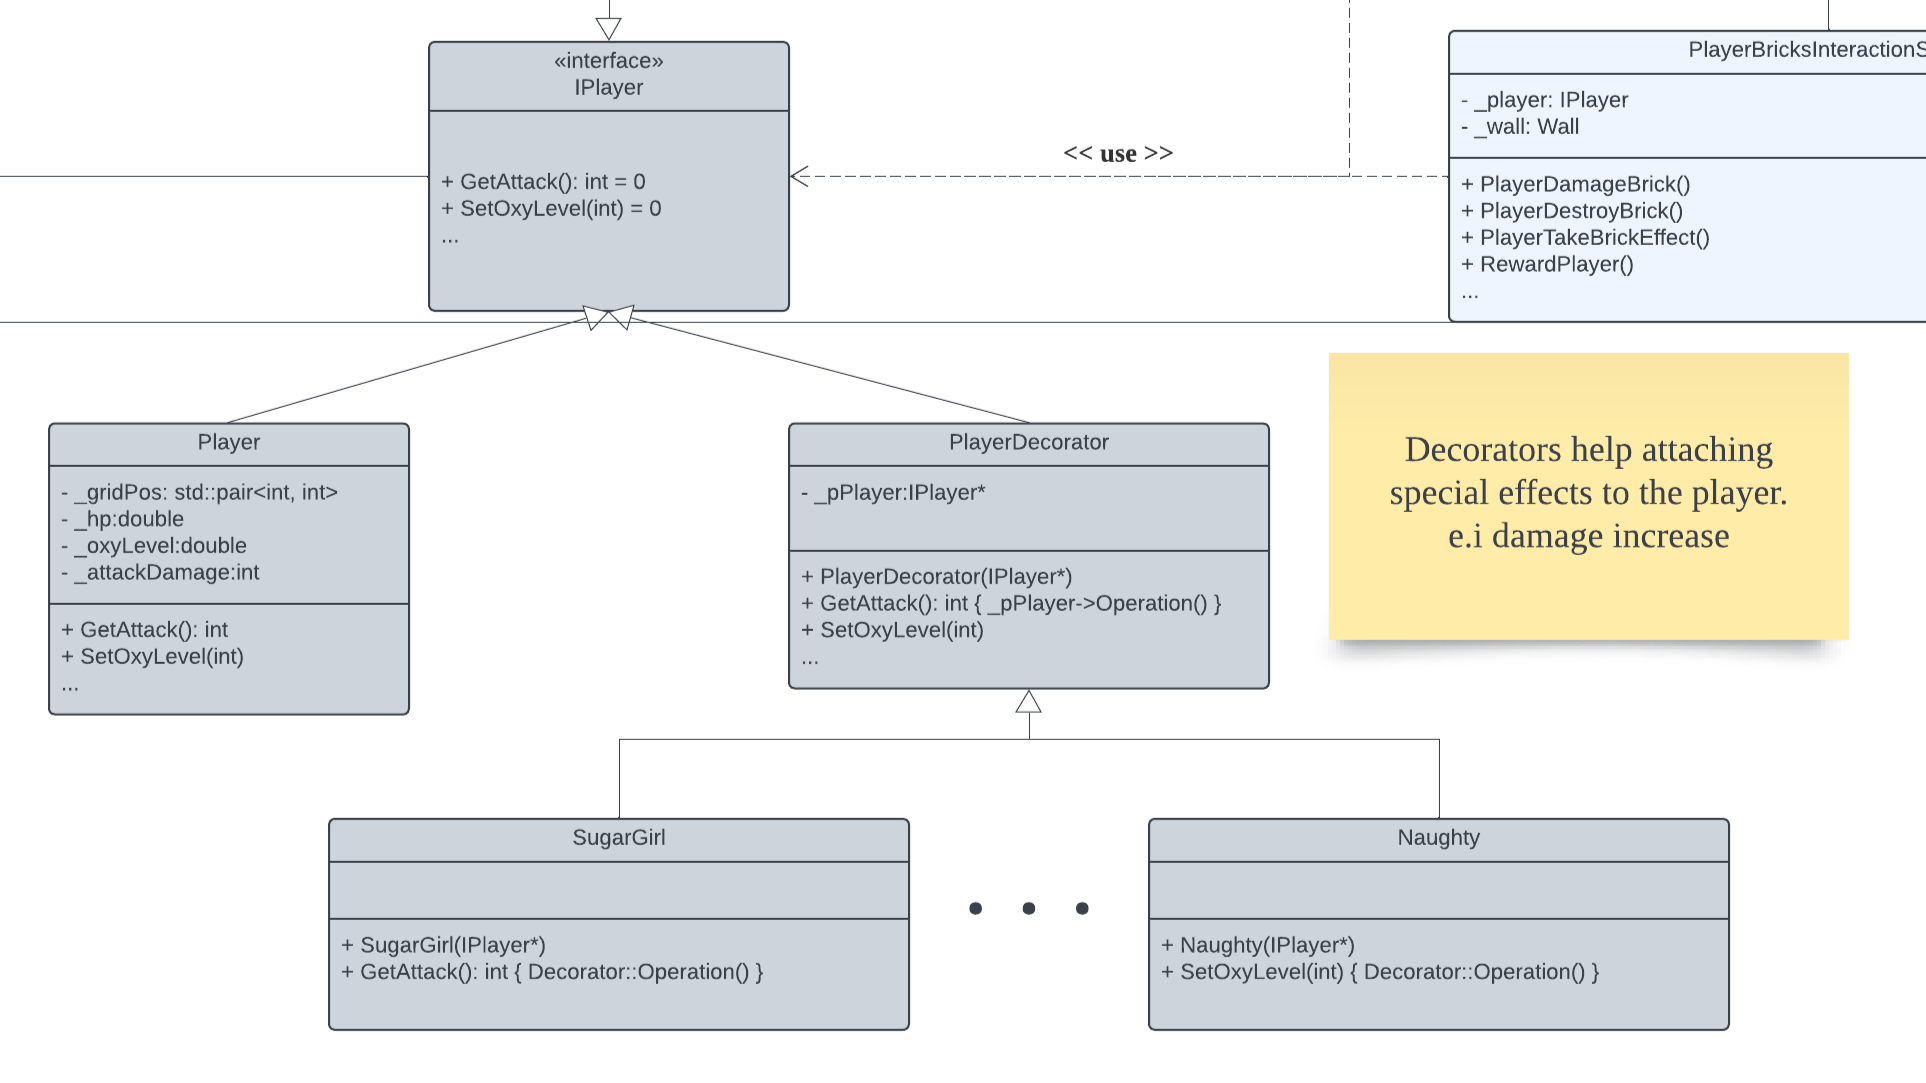 «interface»
IPlayer
+ GetAttack(): int = 0
+ SetOxyLevel(int) = 0
...
<< use >>
PlayerBricksInteractionS
- _player: IPlayer
- _wall: Wall
+ PlayerDamageBrick()
+ PlayerDestroyBrick()
+ PlayerTakeBrickEffect()
+ RewardPlayer()
...
Player
- _gridPos: std::pair<int, int>
- _hp:double
- _oxyLevel:double
- _attackDamage:int
+ GetAttack(): int
+ SetOxyLevel(int)
...
PlayerDecorator
- _pPlayer:IPlayer*
+ PlayerDecorator(IPlayer*)
+ GetAttack(): int { _pPlayer->Operation() }
+ SetOxyLevel(int)
...
Decorators help attaching
special effects to the player.
e.i damage increase
SugarGirl
+ SugarGirl(IPlayer*)
+ GetAttack(): int { Decorator::Operation() }
• • •
Naughty
+ Naughty(IPlayer*)
+ SetOxyLevel(int) { Decorator::Operation() }